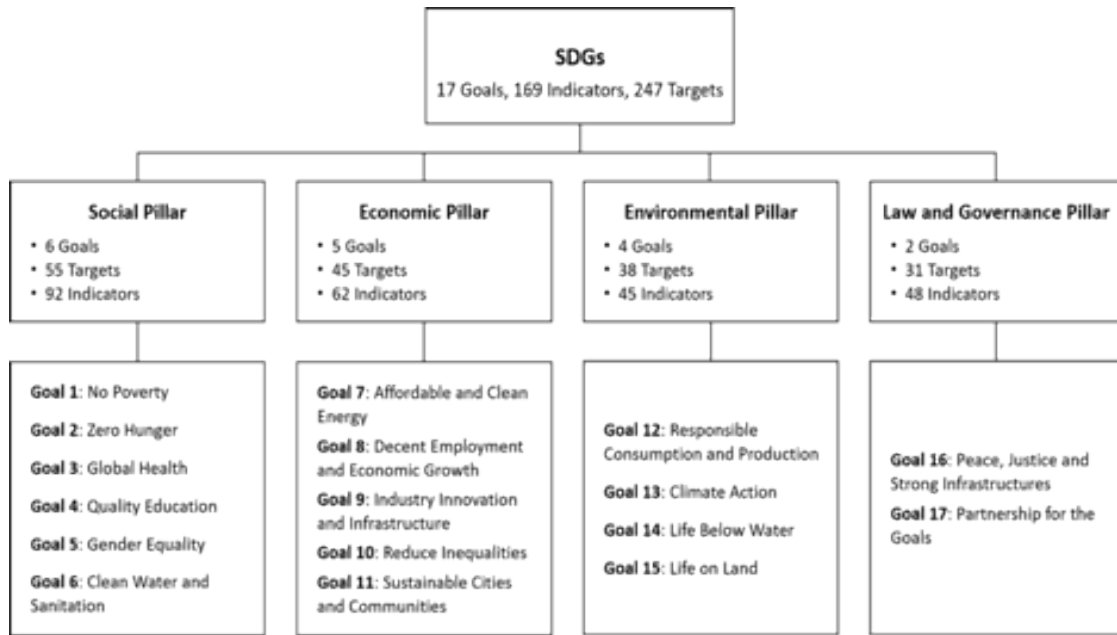 SDGs
17 Goals, 169 Indicators, 247 Targets
Social Pillar
• 6 Goals
• 55 Targets
• 92 Indicators
Economic Pillar
• 5 Goals
• 45 Targets
• 62 Indicators
Environmental Pillar
• 4 Goals
• 38 Targets
• 45 Indicators
Law and Governance Pillar
• 2 Goals
• 31 Targets
• 48 Indicators
Goal 1: No Poverty
Goal 2: Zero Hunger
Goal 3: Global Health
Goal 4: Quality Education
Goal 5: Gender Equality
Goal 6: Clean Water and
Sanitation
Goal 7: Affordable and Clean
Energy
Goal 8: Decent Employment
and Economic Growth
Goal 9: Industry Innovation
and Infrastructure
Goal 10: Reduce Inequalities
Goal 11: Sustainable Cities
and Communities
Goal 12: Responsible
Consumption and Production
Goal 13: Climate Action
Goal 14: Life Below Water
Goal 15: Life on Land
Goal 16: Peace, Justice and
Strong Infrastructures
Goal 17: Partnership for the
Goals